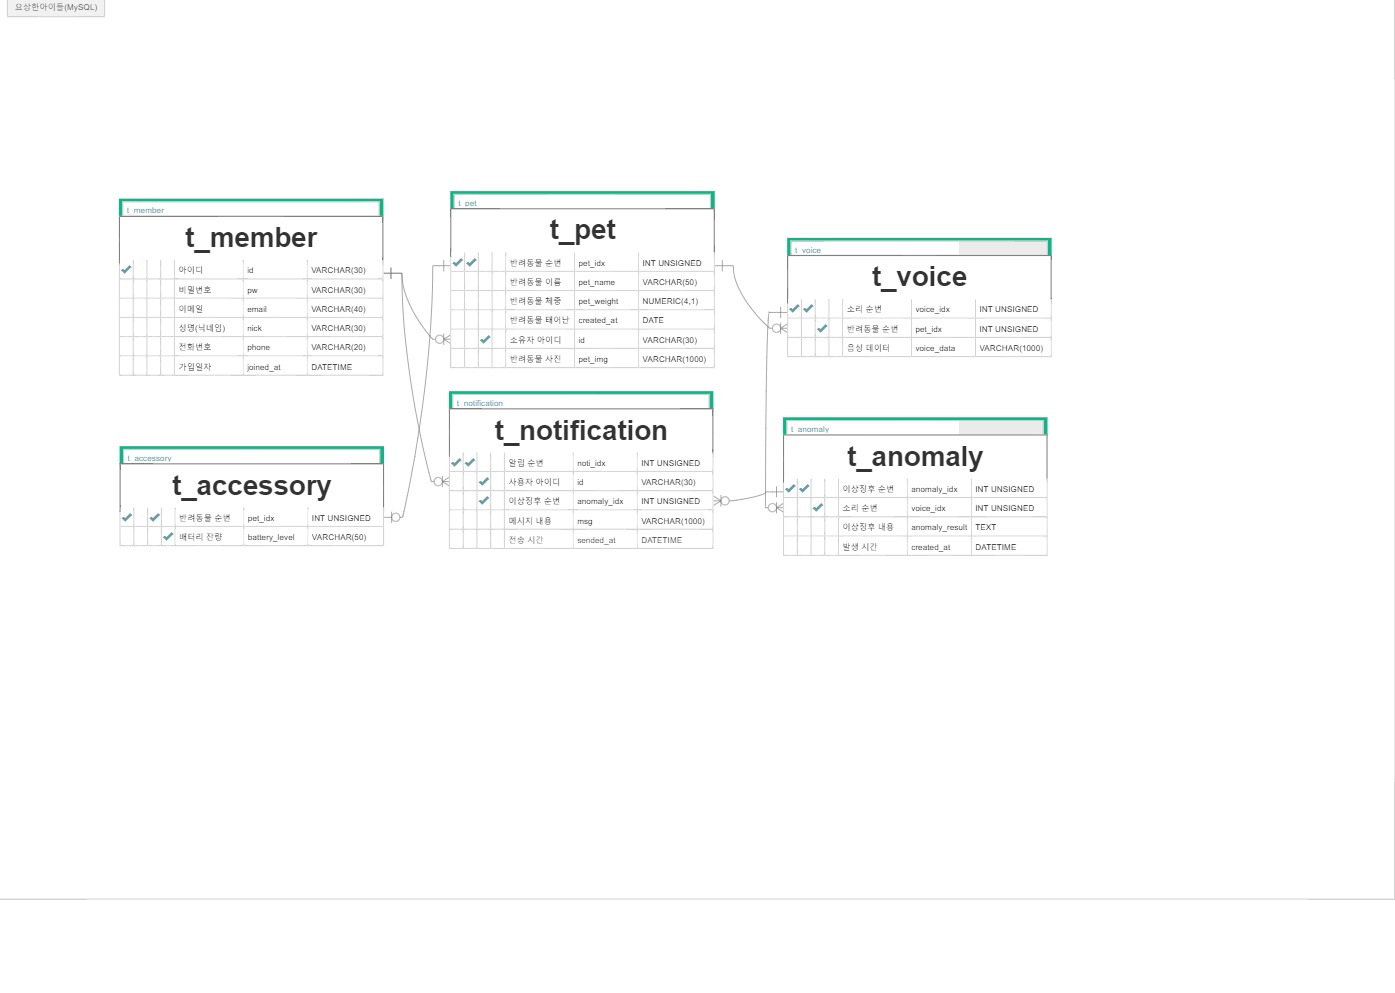 요상한아이들(MySQL)
t_member
t_member
아이디 id VARCHAR(30)
비밀번호 pw VARCHAR(30)
이메일 email VARCHAR(40)
성명(닉네임) nick VARCHAR(30)
전화번호 phone VARCHAR(20)
가입일자 joined_at DATETIME
t_pet
t_pet
반려동물 순번 pet_idx INT UNSIGNED
반려동물 이름 pet_name VARCHAR(50)
반려동물 체중 pet_weight NUMERIC(4,1)
반려동물 태어난 created_at DATE
소유자 아이디 id VARCHAR(30)
반려동물 사진 pet_img VARCHAR(1000)
t_voice
t_voice
소리 순번 voice_idx INT UNSIGNED
반려동물 순번 pet_idx INT UNSIGNED
음성 데이터 voice_data VARCHAR(1000)
t_accessory
t_accessory
반려동물 순번 pet_idx INT UNSIGNED
배터리 잔량 battery_level VARCHAR(50)
t_notification
t_notification
알림 순번 noti_idx INT UNSIGNED
사용자 아이디 id VARCHAR(30)
이상징후 순번 anomaly_idx INT UNSIGNED
메시지 내용 msg VARCHAR(1000)
전송 시간 sended_at DATETIME
t_anomaly
t_anomaly
이상징후 순번 anomaly_idx INT UNSIGNED
소리 순번 voice_idx INT UNSIGNED
이상징후 내용 anomaly_result TEXT
발생 시간 created_at DATETIME